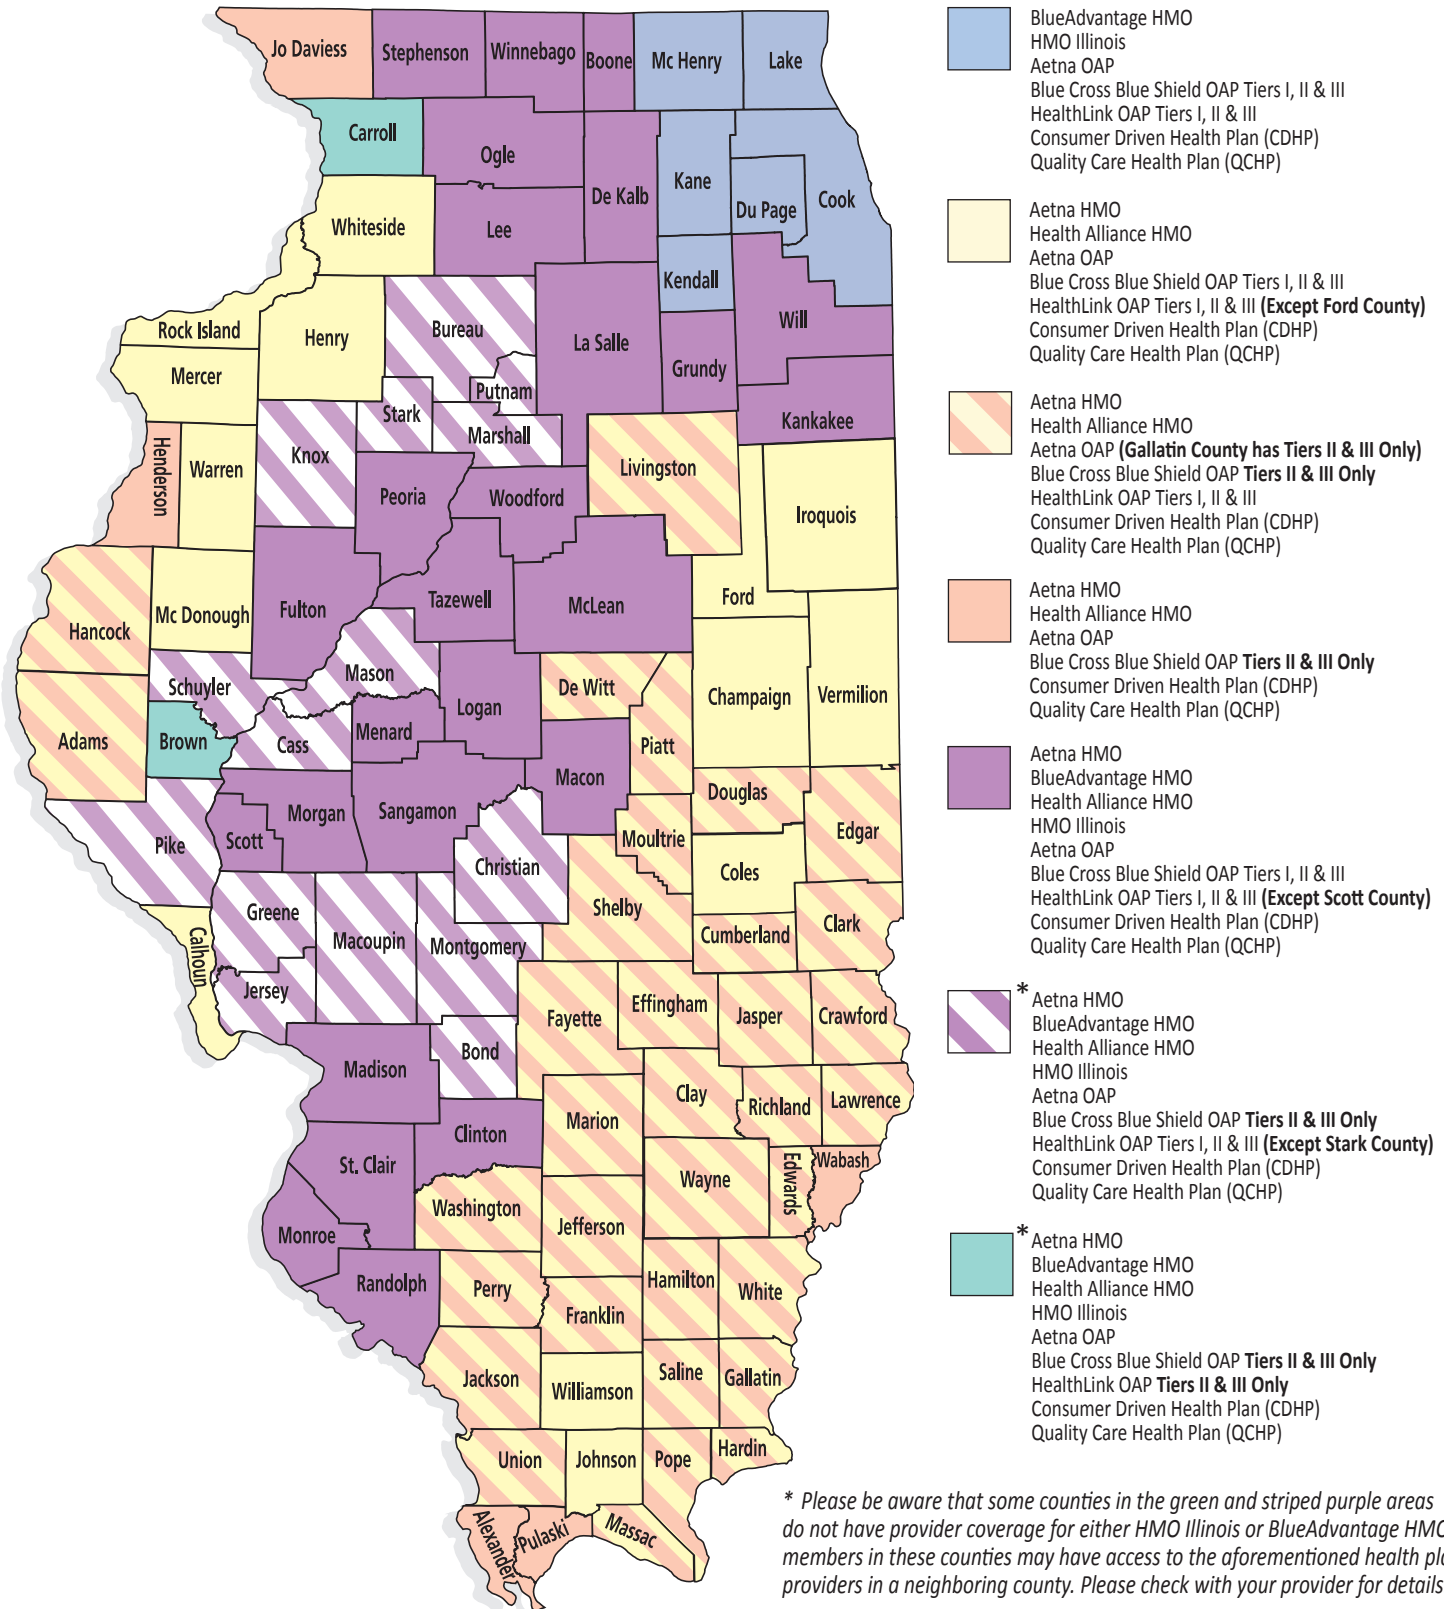 Jo Daviess
Stephenson
Winnebago
Boone
Mc Henry
Lake
Carroll
Ogle
De Kalb
Kane
Du Page
Cook
Whiteside
Lee
Kendall
Rock Island
Henry
Bureau
La Salle
Will
Grundy
Mercer
Putnam
Stark
Marshall
Kankakee
Henderson
Warren
Knox
Peoria
Woodford
Livingston
Iroquois
Ford
Hancock
Mc Donough
Fulton
Tazewell
McLean
Schuyler
Mason
De Witt
Champaign
Vermilion
Adams
Brown
Cass
Menard
Logan
Piatt
Macon
Douglas
Edgar
Pike
Scott
Morgan
Sangamon
Christian
Moultrie
Coles
Shelby
Cumberland
Clark
Calhoun
Greene
Macoupin
Montgomery
Jersey
Fayette
Effingham
Jasper
Crawford
Madison
Bond
Clay
Richland
Lawrence
Marion
Clinton
St. Clair
Wayne
Edwards
Wabash
Washington
Jefferson
Monroe
Randolph
Perry
Hamilton
White
Franklin
Jackson
Williamson
Saline
Gallatin
Union
Johnson
Pope
Hardin
Alexander
Pulaski
Massac
BlueAdvantage HMO
HMO Illinois
Aetna OAP
Blue Cross Blue Shield OAP Tiers I, II & III
HealthLink OAP Tiers I, II & III
Consumer Driven Health Plan (CDHP)
Quality Care Health Plan (QCHP)
Aetna HMO
Health Alliance HMO
Aetna OAP
Blue Cross Blue Shield OAP Tiers I, II & III
HealthLink OAP Tiers I, II & III (Except Ford County)
Consumer Driven Health Plan (CDHP)
Quality Care Health Plan (QCHP)
Aetna HMO
Health Alliance HMO
Aetna OAP (Gallatin County has Tiers II & III Only)
Blue Cross Blue Shield OAP Tiers II & III Only
HealthLink OAP Tiers I, II & III
Consumer Driven Health Plan (CDHP)
Quality Care Health Plan (QCHP)
Aetna HMO
Health Alliance HMO
Aetna OAP
Blue Cross Blue Shield OAP Tiers II & III Only
Consumer Driven Health Plan (CDHP)
Quality Care Health Plan (QCHP)
Aetna HMO
BlueAdvantage HMO
Health Alliance HMO
HMO Illinois
Aetna OAP
Blue Cross Blue Shield OAP Tiers I, II & III
HealthLink OAP Tiers I, II & III (Except Scott County)
Consumer Driven Health Plan (CDHP)
Quality Care Health Plan (QCHP)
* Aetna HMO
BlueAdvantage HMO
Health Alliance HMO
HMO Illinois
Aetna OAP
Blue Cross Blue Shield OAP Tiers II & III Only
HealthLink OAP Tiers I, II & III (Except Stark County)
Consumer Driven Health Plan (CDHP)
Quality Care Health Plan (QCHP)
* Aetna HMO
BlueAdvantage HMO
Health Alliance HMO
HMO Illinois
Aetna OAP
Blue Cross Blue Shield OAP Tiers II & III Only
HealthLink OAP Tiers II & III Only
Consumer Driven Health Plan (CDHP)
Quality Care Health Plan (QCHP)
* Please be aware that some counties in the green and striped purple areas
do not have provider coverage for either HMO Illinois or BlueAdvantage HMO
members in these counties may have access to the aforementioned health
providers in a neighboring county. Please check with your provider for details